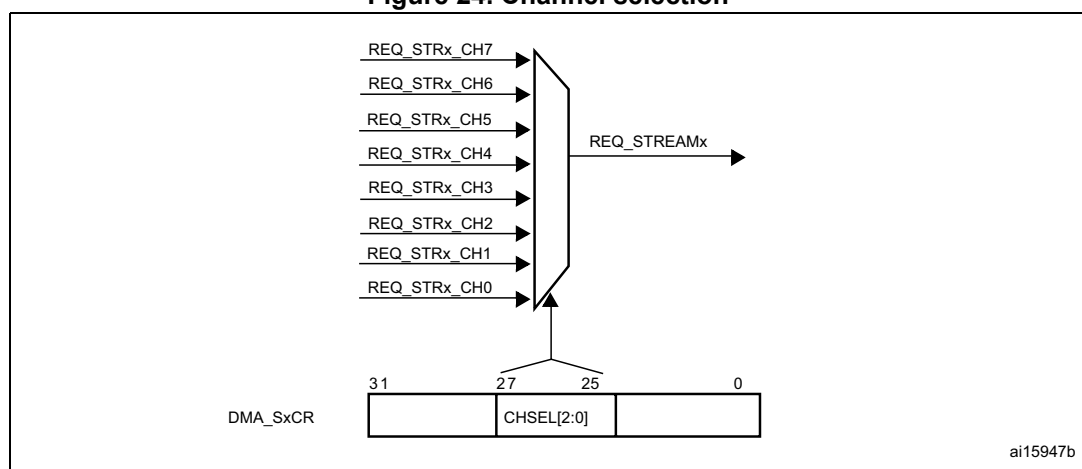 Figure 24. Channel selection
REQ_STRx_CH7
REQ_STRx_CH6
REQ_STRx_CH5
REQ_STRx_CH4
REQ_STREAMx
REQ_STRx_CH3
REQ_STRx_CH2
REQ_STRx_CH1
REQ_STRx_CH0
31 27 25 0
DMA_SxCR CHSEL[2:0]
ai15947b